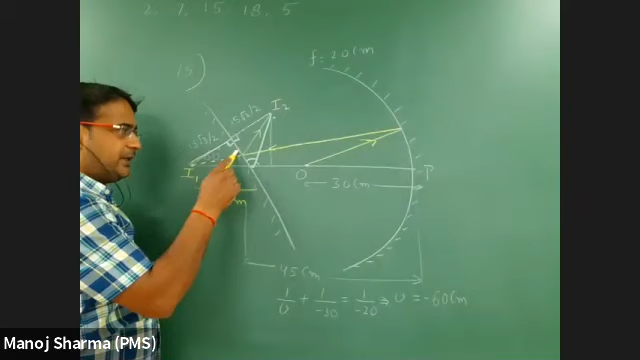 2. 7. 15. 18. 5
f = 20 cm
15)
15√3/2
15√3/2
I2
I1
O
P
30 cm
m
45 cm
1/υ + 1/-30 = 1/-20 ⇒ υ = -60 cm
Manoj Sharma (PMS)